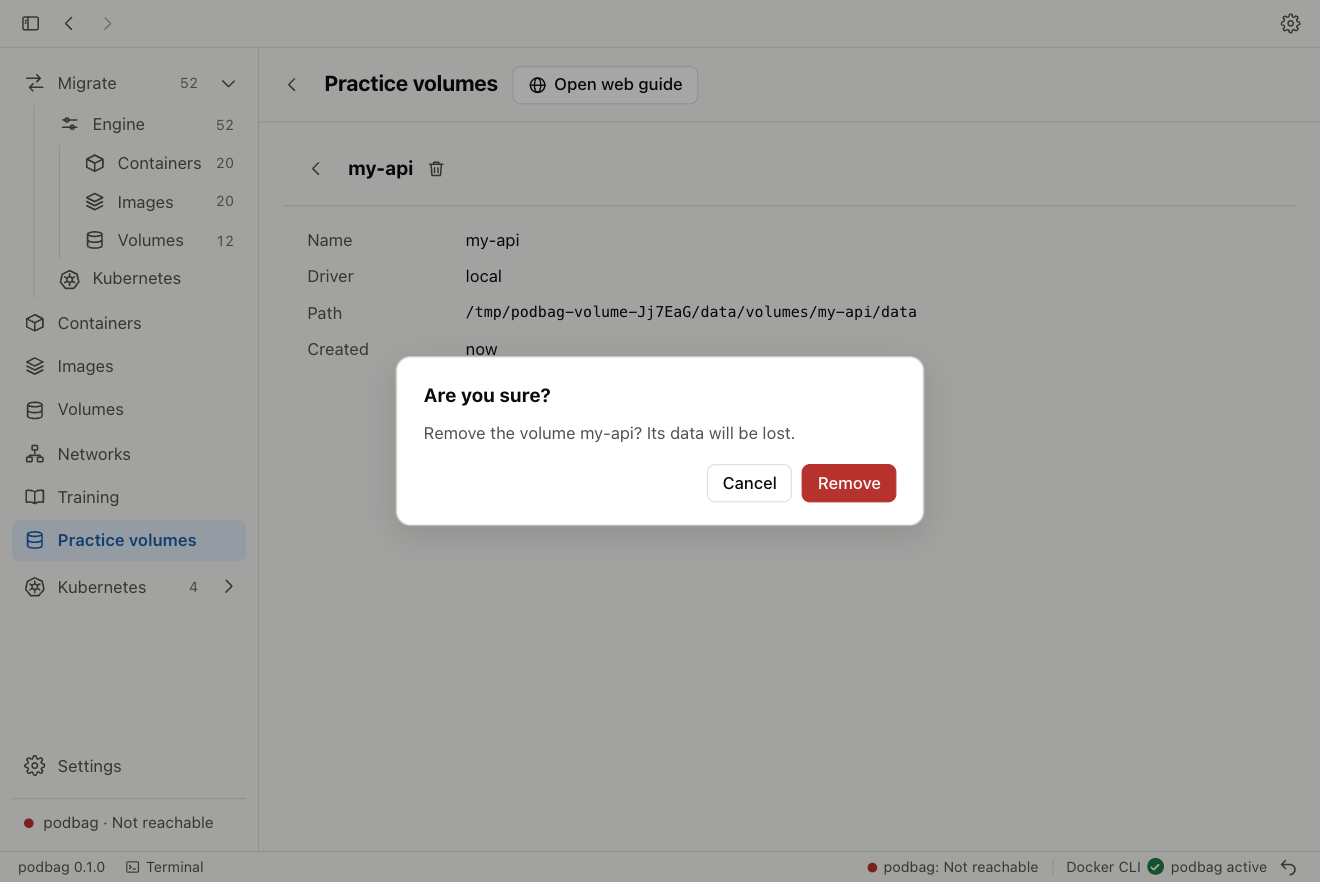 Migrate 52
Engine 52
Containers 20
Images 20
Volumes 12
Kubernetes
Containers
Images
Volumes
Networks
Training
Practice volumes
Kubernetes 4
Settings
podbag · Not reachable
Practice volumes Open web guide
my-api
Name my-api
Driver local
Path /tmp/podbag-volume-Jj7EaG/data/volumes/my-api/data
Created now
Are you sure?
Remove the volume my-api? Its data will be lost.
Cancel Remove
podbag 0.1.0 Terminal podbag: Not reachable Docker CLI podbag active